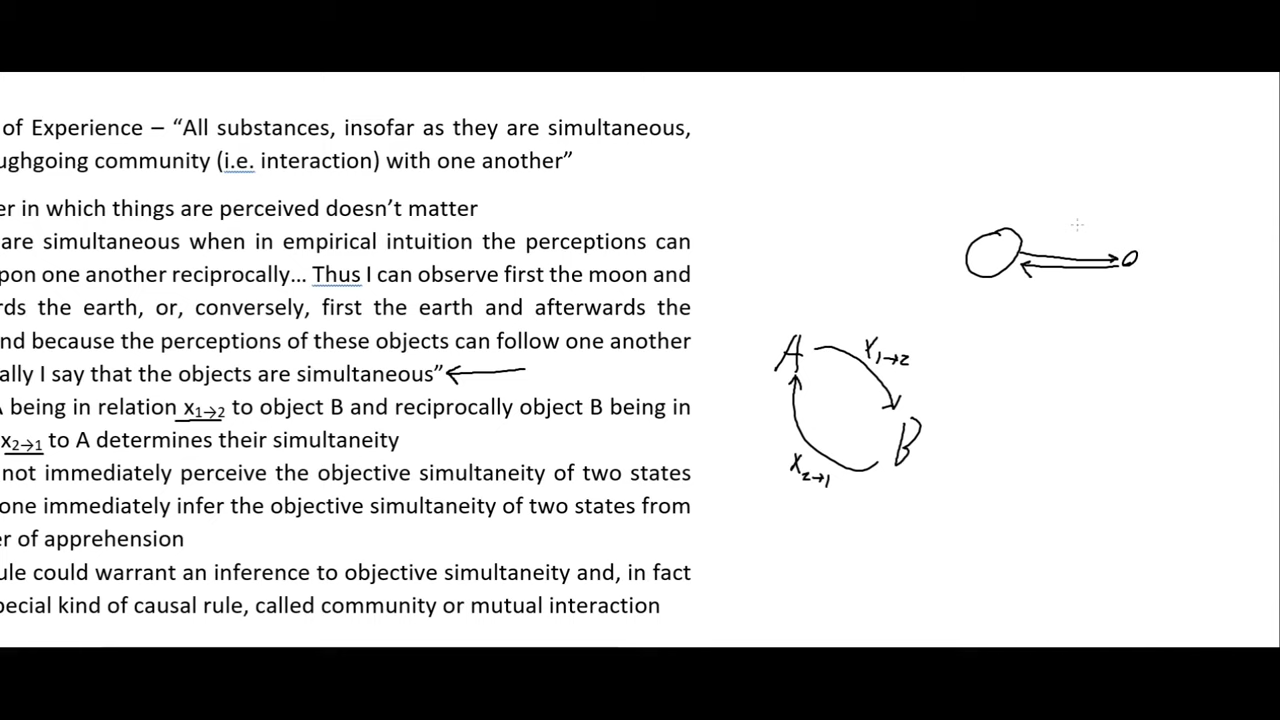 of Experience – “All substances, insofar as they are simultaneous,
ughgoing community (i.e. interaction) with one another”
er in which things are perceived doesn’t matter
are simultaneous when in empirical intuition the perceptions can
pon one another reciprocally... Thus I can observe first the moon and
rds the earth, or, conversely, first the earth and afterwards the
nd because the perceptions of these objects can follow one another
ally I say that the objects are simultaneous”
A being in relation x1→2 to object B and reciprocally object B being in
x2→1 to A determines their simultaneity
not immediately perceive the objective simultaneity of two states
one immediately infer the objective simultaneity of two states from
er of apprehension
ule could warrant an inference to objective simultaneity and, in fact
pecial kind of causal rule, called community or mutual interaction
A
x1→2
B
x2→1